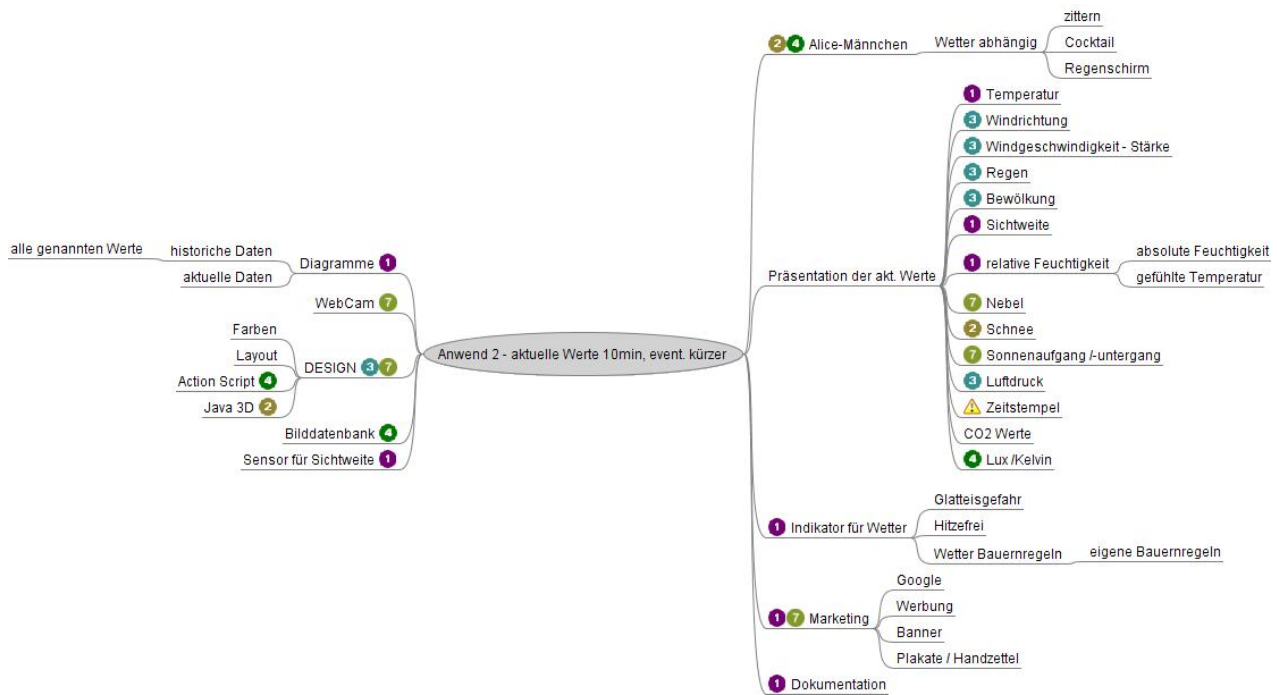 Anwend 2 - aktuelle Werte 10min, event. kürzer
2 4 Alice-Männchen
Wetter abhängig
zittern
Cocktail
Regenschirm
Präsentation der akt. Werte
1 Temperatur
3 Windrichtung
3 Windgeschwindigkeit - Stärke
3 Regen
3 Bewölkung
1 Sichtweite
1 relative Feuchtigkeit
absolute Feuchtigkeit
gefühlte Temperatur
7 Nebel
2 Schnee
7 Sonnenaufgang /-untergang
3 Luftdruck
Zeitstempel
CO2 Werte
4 Lux /Kelvin
1 Indikator für Wetter
Glatteisgefahr
Hitzefrei
Wetter Bauernregeln
eigene Bauernregeln
1 7 Marketing
Google
Werbung
Banner
Plakate / Handzettel
1 Dokumentation
Diagramme 1
historiche Daten
alle genannten Werte
aktuelle Daten
WebCam 7
DESIGN 3 7
Farben
Layout
Action Script 4
Java 3D 2
Bilddatenbank 4
Sensor für Sichtweite 1